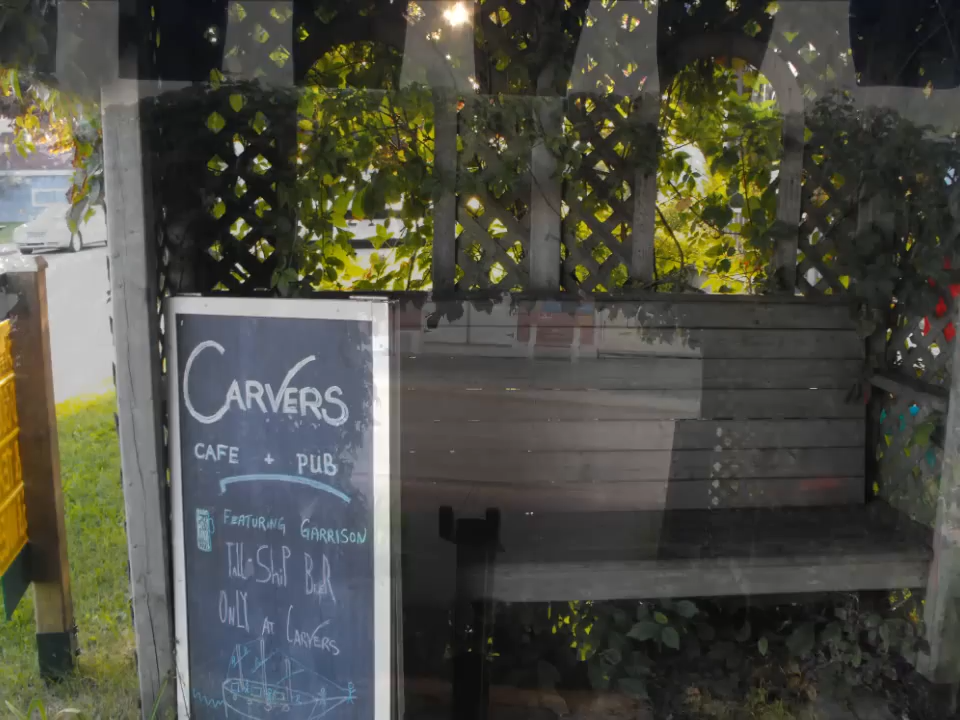 CARVERS
CAFE + PUB
FEATURING GARRISON
Tall-Ship BeeR
ONLY AT CARVERS